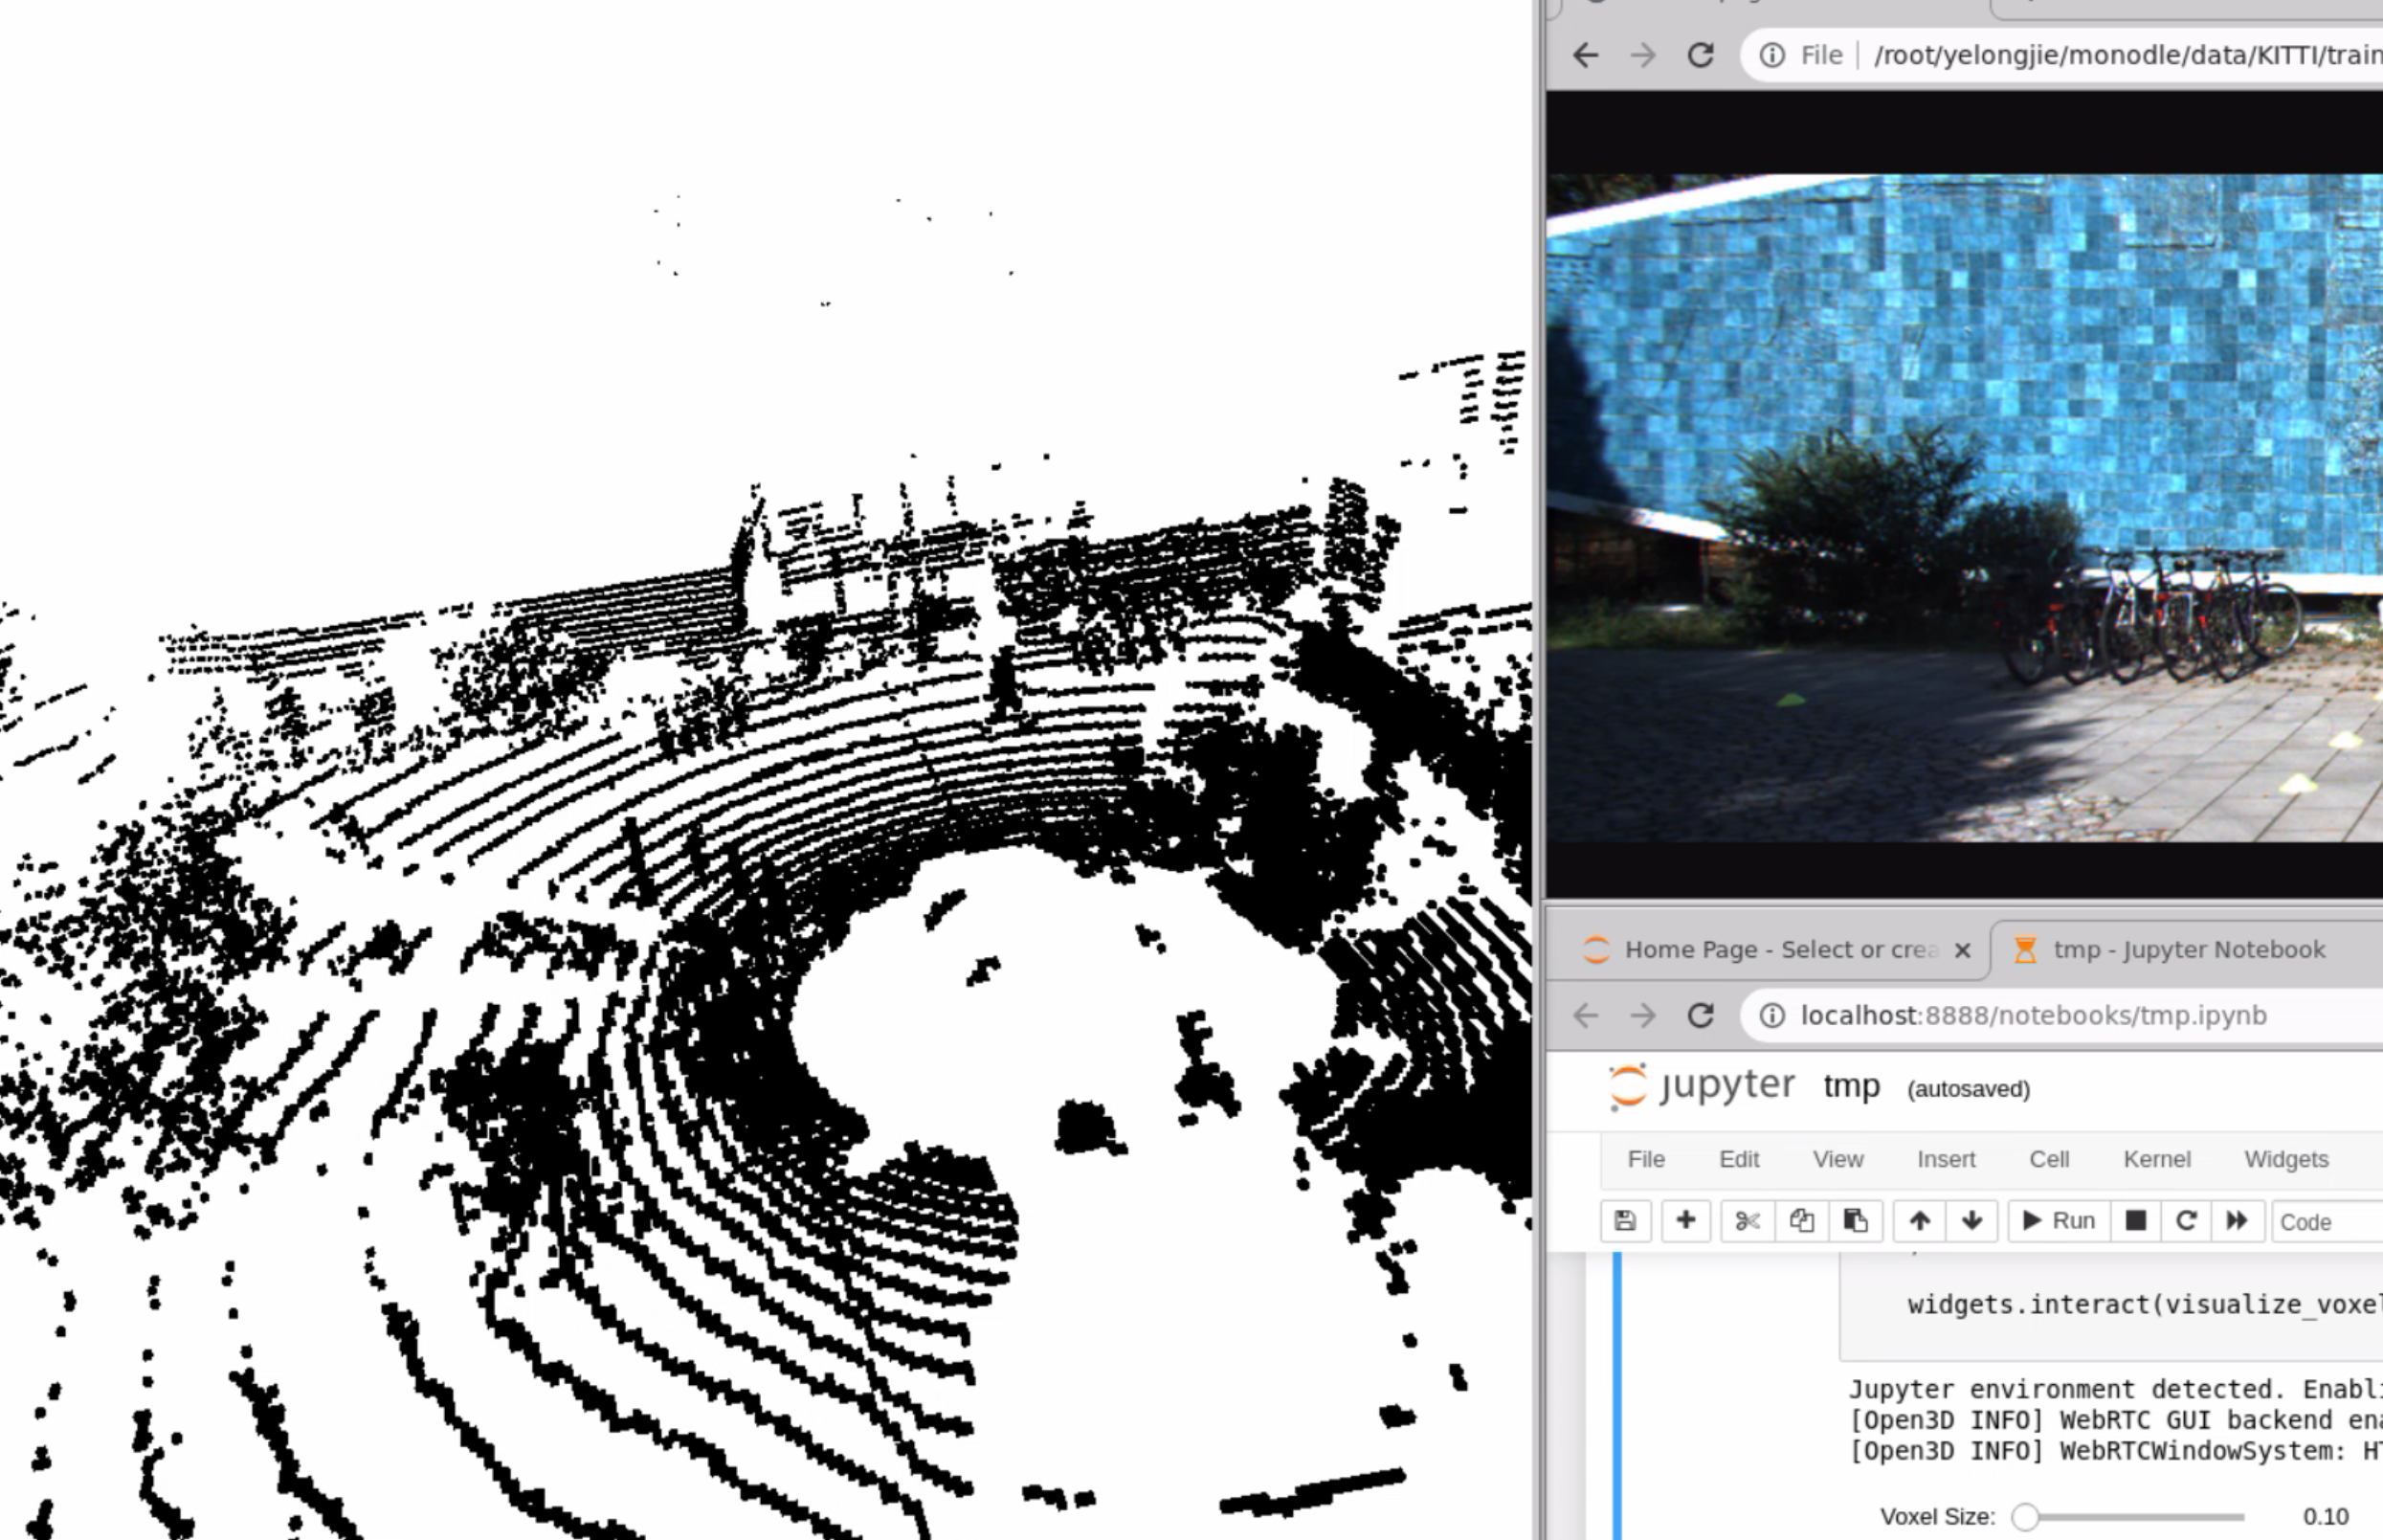 File /root/yelongjie/monodle/data/KITTI/train
Home Page - Select or crea
tmp - Jupyter Notebook
localhost:8888/notebooks/tmp.ipynb
jupyter tmp (autosaved)
File Edit View Insert Cell Kernel Widgets
Run Code
widgets.interact(visualize_voxel
Jupyter environment detected. Enabli
[Open3D INFO] WebRTC GUI backend ena
[Open3D INFO] WebRTCWindowSystem: HT
Voxel Size: 0.10